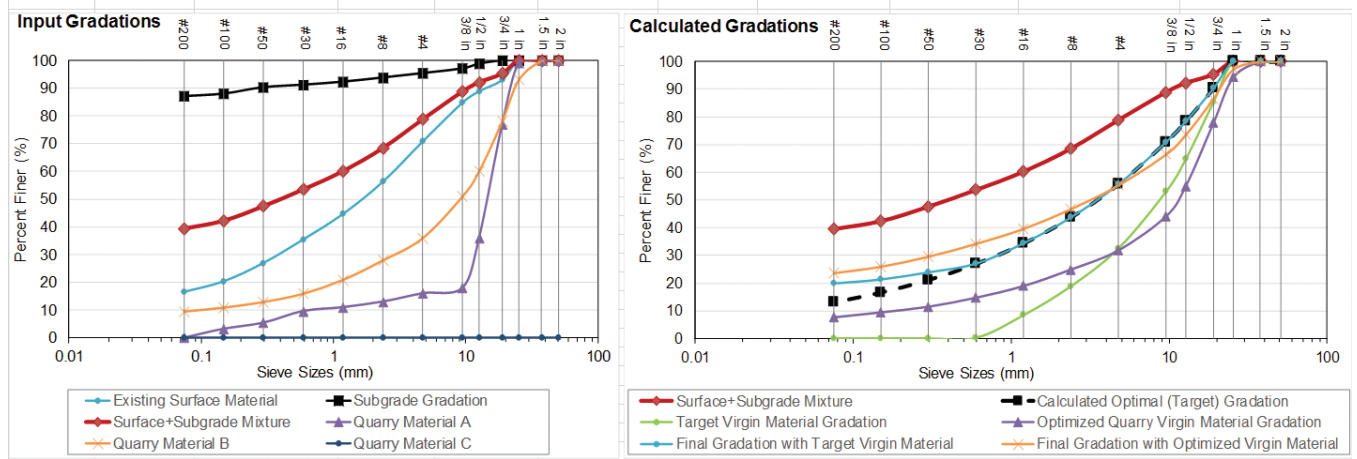 Input Gradations
#200
#100
#50
#30
#16
#8
#4
3/8 in
1/2 in
3/4 in
1 in
1.5 in
2 in
Percent Finer (%)
100
90
80
70
60
50
40
30
20
10
0
0.01
0.1
1
10
100
Sieve Sizes (mm)
Existing Surface Material
Subgrade Gradation
Surface+Subgrade Mixture
Quarry Material A
Quarry Material B
Quarry Material C
Calculated Gradations
#200
#100
#50
#30
#16
#8
#4
3/8 in
1/2 in
3/4 in
1 in
1.5 in
2 in
Percent Finer (%)
100
90
80
70
60
50
40
30
20
10
0
0.01
0.1
1
10
100
Sieve Sizes (mm)
Surface+Subgrade Mixture
Calculated Optimal (Target) Gradation
Target Virgin Material Gradation
Optimized Quarry Virgin Material Gradation
Final Gradation with Target Virgin Material
Final Gradation with Optimized Virgin Material